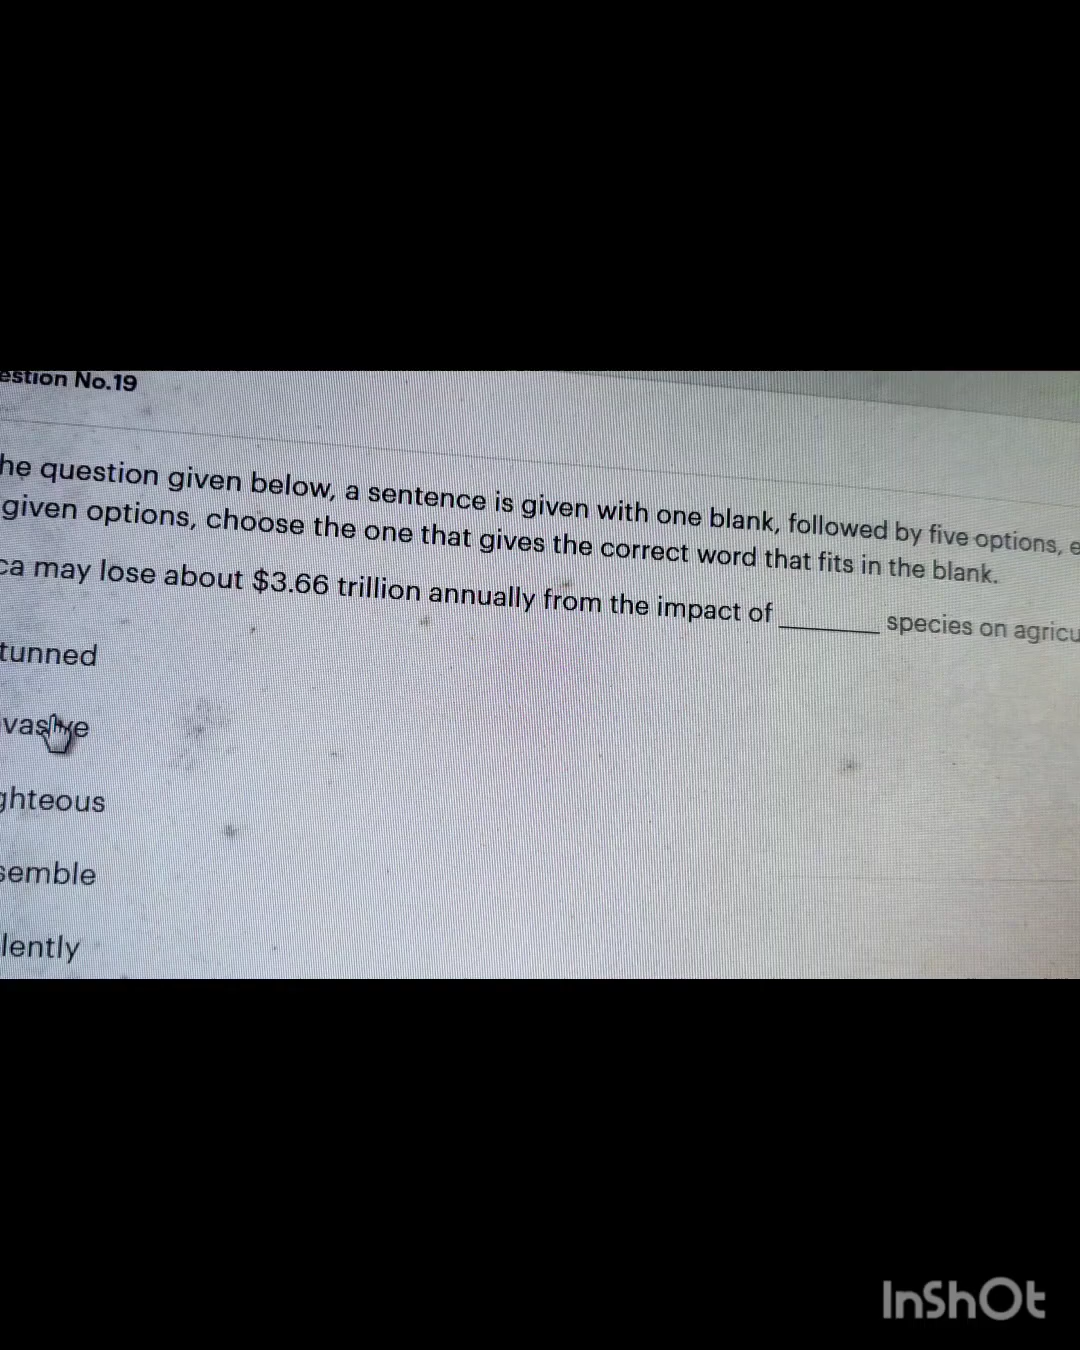 estion No.19
he question given below, a sentence is given with one blank, followed by five options, e
given options, choose the one that gives the correct word that fits in the blank.
ca may lose about $3.66 trillion annually from the impact of ________ species on agricu
tunned
vasive
ghteous
semble
lently
InShOt